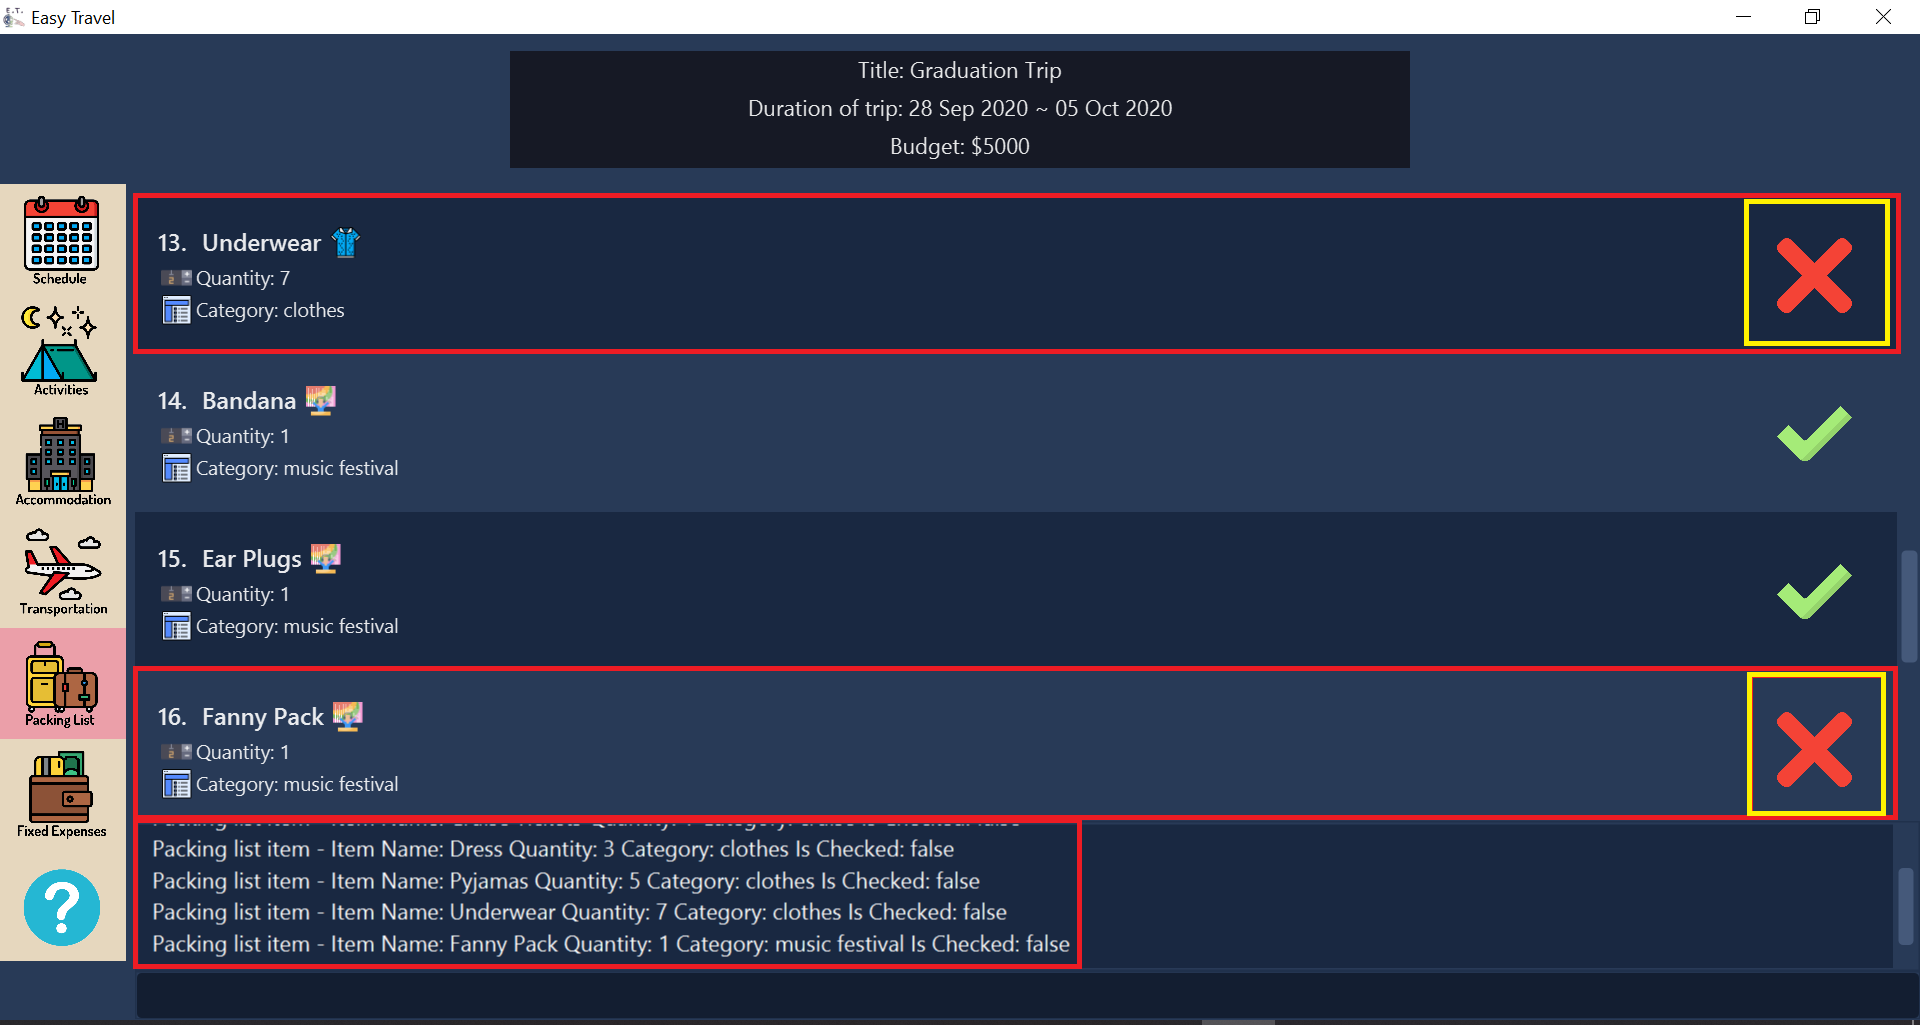 E.T.
Easy Travel
Title: Graduation Trip
Duration of trip: 28 Sep 2020 ~ 05 Oct 2020
Budget: $5000
Schedule
Activities
Accommodation
Transportation
Packing List
Fixed Expenses
?
13. Underwear
Quantity: 7
Category: clothes
14. Bandana
Quantity: 1
Category: music festival
15. Ear Plugs
Quantity: 1
Category: music festival
16. Fanny Pack
Quantity: 1
Category: music festival
Packing list item - Item Name: Dress Quantity: 3 Category: clothes Is Checked: false
Packing list item - Item Name: Pyjamas Quantity: 5 Category: clothes Is Checked: false
Packing list item - Item Name: Underwear Quantity: 7 Category: clothes Is Checked: false
Packing list item - Item Name: Fanny Pack Quantity: 1 Category: music festival Is Checked: false